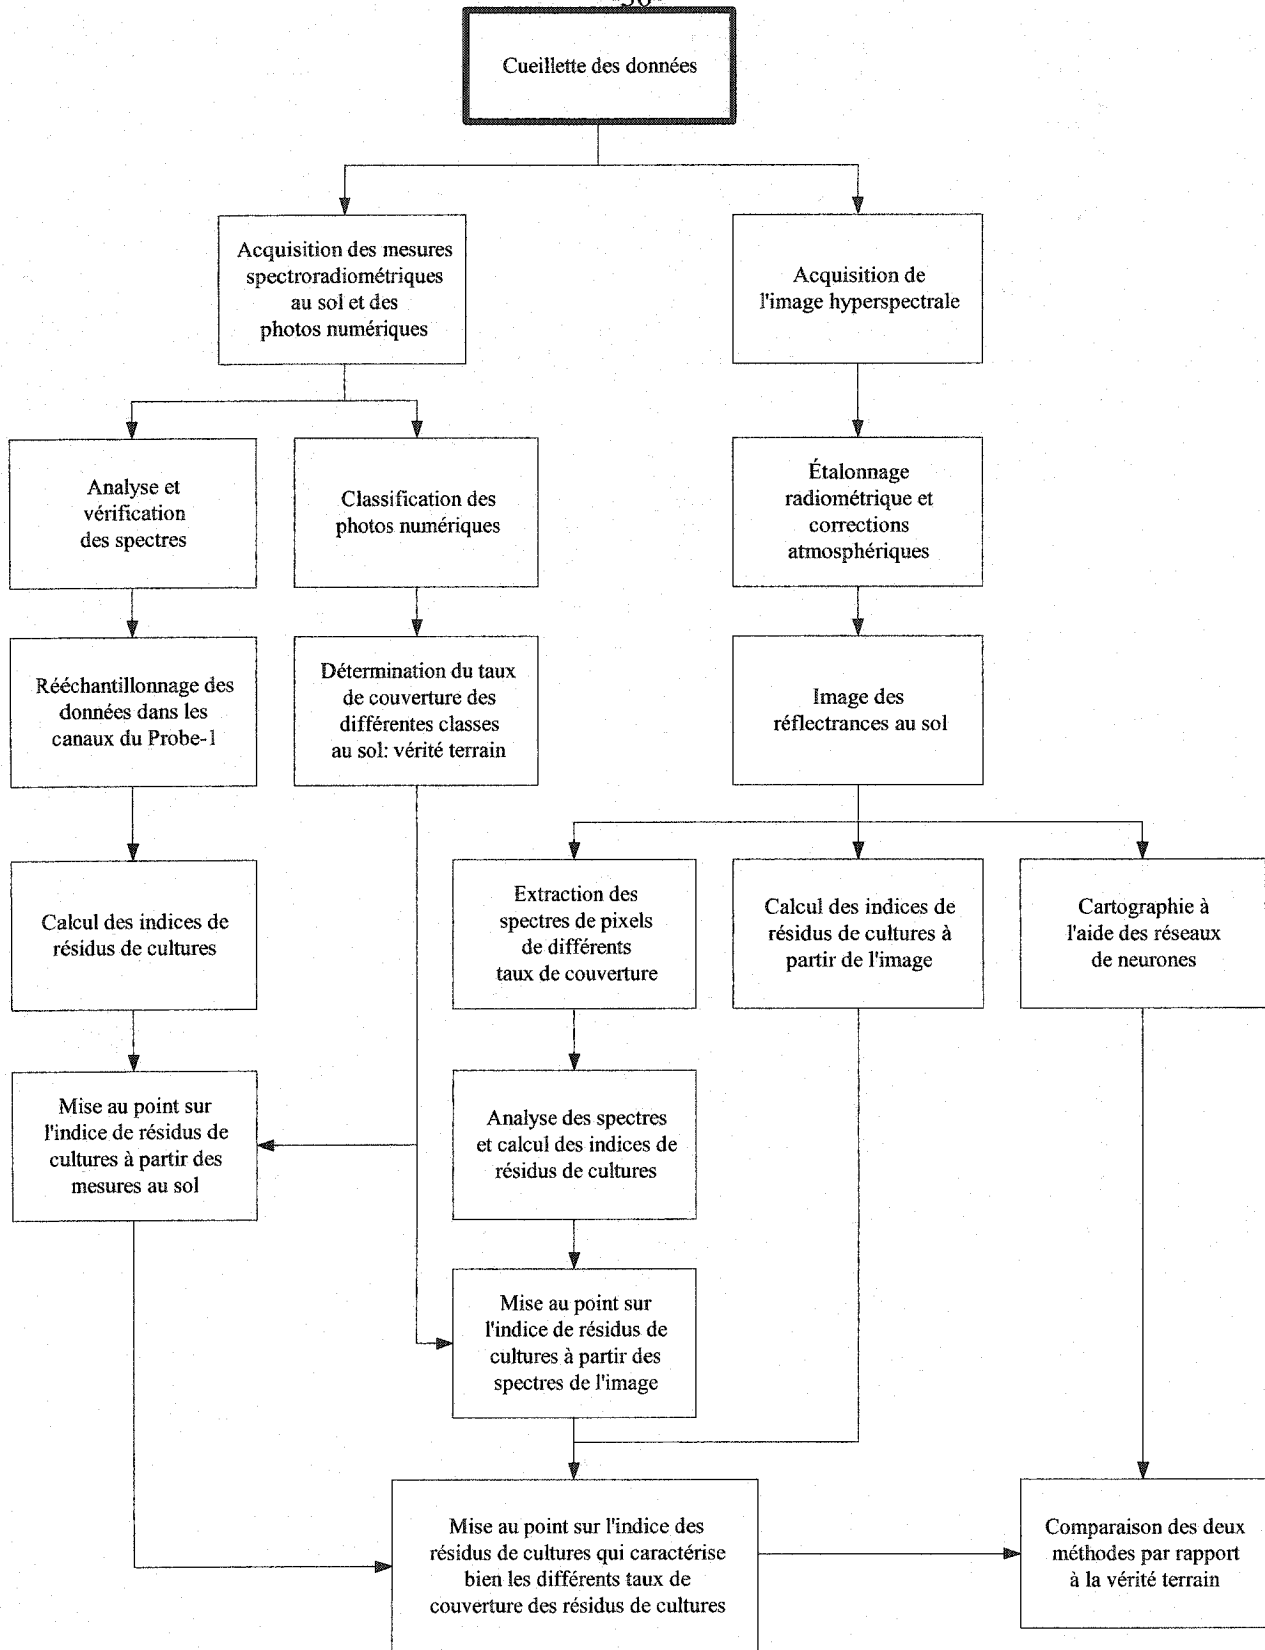 Cueillette des données
Acquisition des mesures
spectroradiométriques
au sol et des
photos numériques
Acquisition de
l'image hyperspectrale
Analyse et
vérification
des spectres
Classification des
photos numériques
Étalonnage
radiométrique et
corrections
atmosphériques
Rééchantillonnage des
données dans les
canaux du Probe-1
Détermination du taux
de couverture des
différentes classes
au sol: vérité terrain
Image des
réflectrances au sol
Calcul des indices de
résidus de cultures
Extraction des
spectres de pixels
de différents
taux de couverture
Calcul des indices de
résidus de cultures à
partir de l'image
Cartographie à
l'aide des réseaux
de neurones
Mise au point sur
l'indice de résidus de
cultures à partir des
mesures au sol
Analyse des spectres
et calcul des indices de
résidus de cultures
Mise au point sur
l'indice de résidus de
cultures à partir des
spectres de l'image
Mise au point sur l'indice des
résidus de cultures qui caractérise
bien les différents taux de
couverture des résidus de cultures
Comparaison des deux
méthodes par rapport
à la vérité terrain